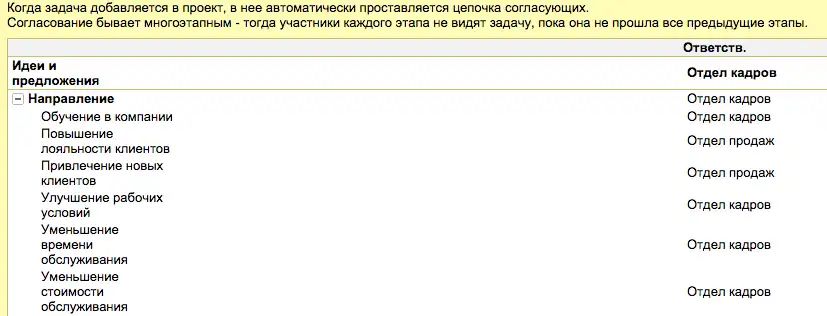 Когда задача добавляется в проект, в нее автоматически проставляется цепочка согласующих.
Согласование бывает многоэтапным - тогда участники каждого этапа не видят задачу, пока она не прошла все предыдущие этапы.
Ответств.
Идеи и
предложения
Отдел кадров
Направление
Отдел кадров
Обучение в компании
Отдел кадров
Повышение
лояльности клиентов
Отдел продаж
Привлечение новых
клиентов
Отдел продаж
Улучшение рабочих
условий
Отдел кадров
Уменьшение
времени
обслуживания
Отдел кадров
Уменьшение
стоимости
обслуживания
Отдел кадров